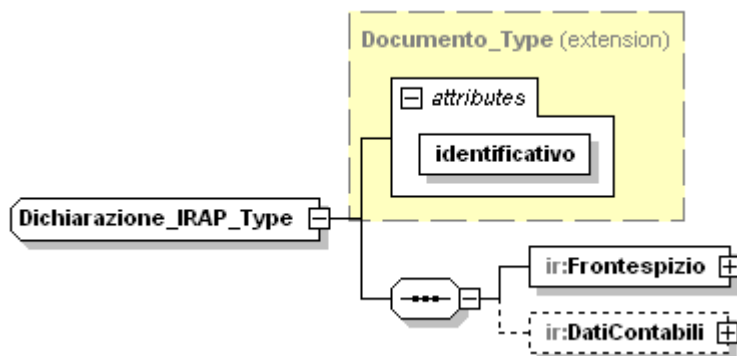 Documento_Type (extension)
attributes
identificativo
Dichiarazione_IRAP_Type
ir:Frontespizio
ir:DatiContabili